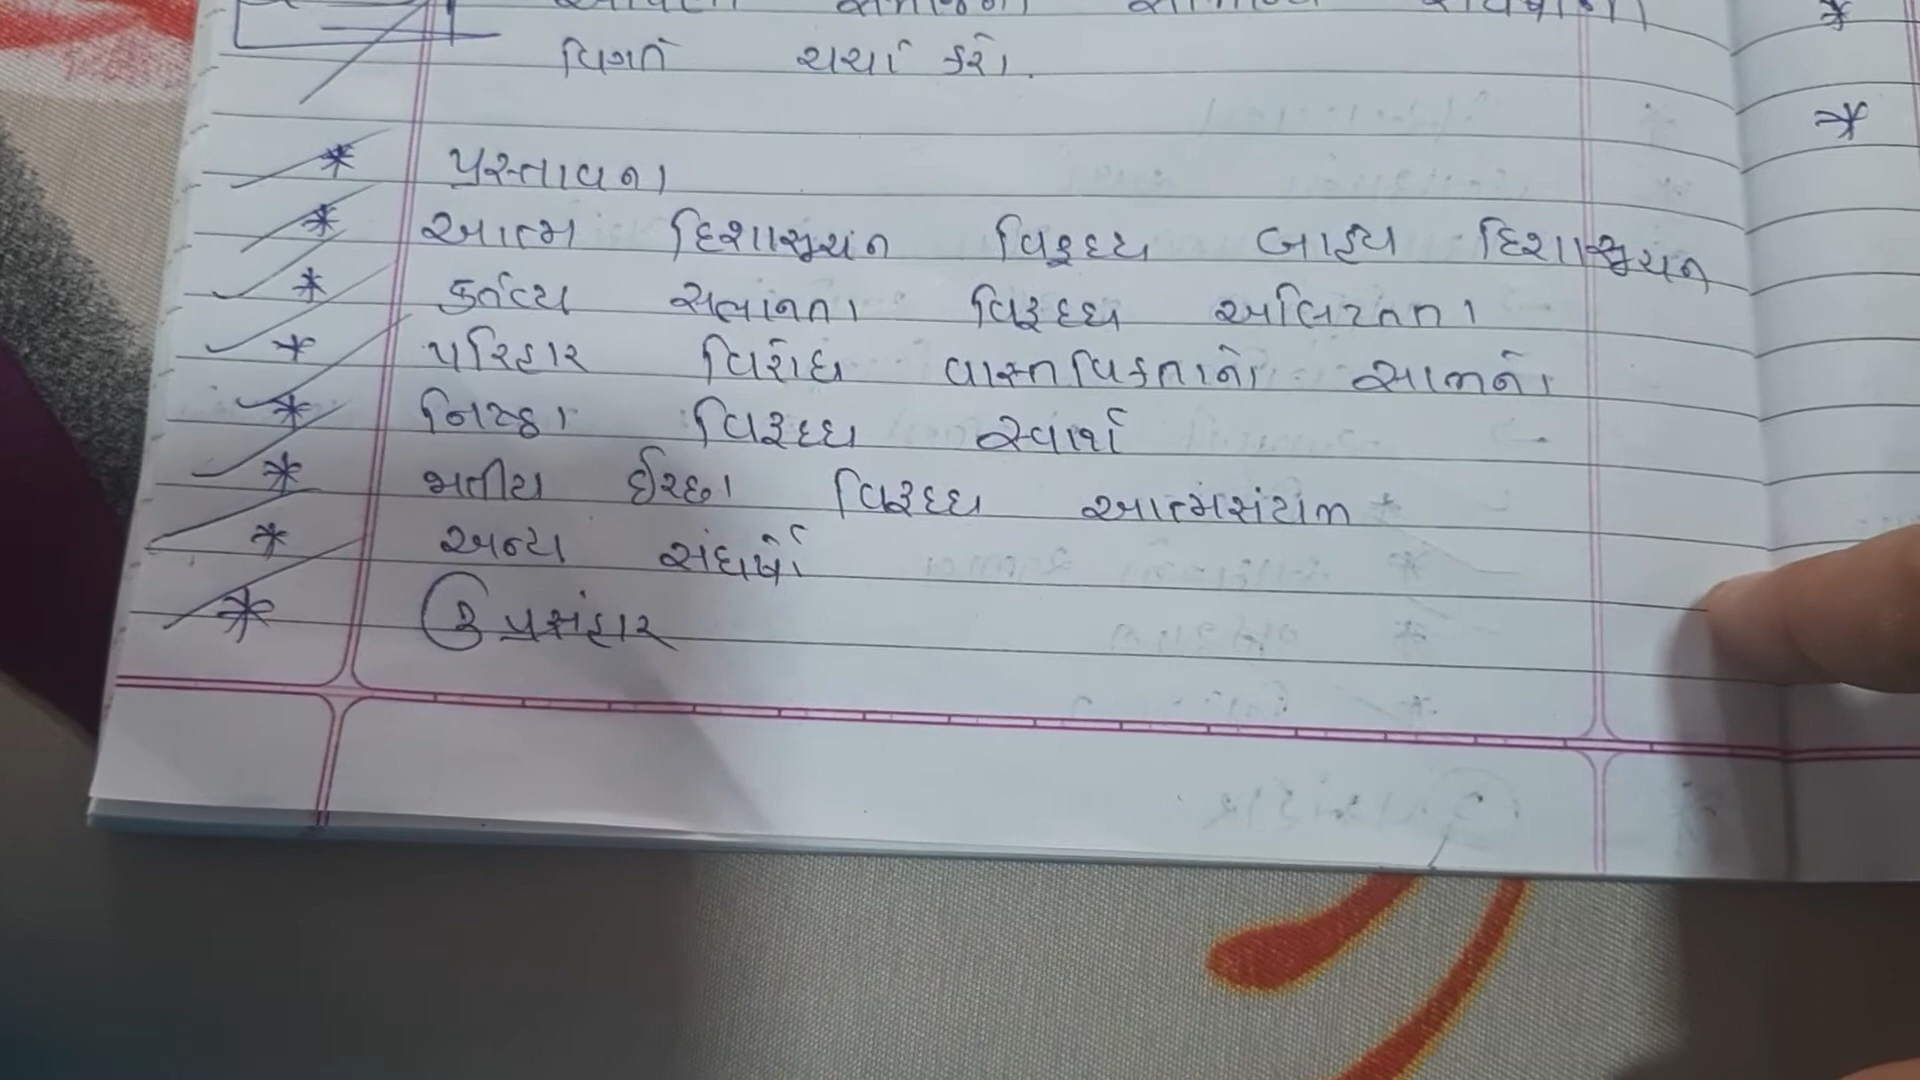 વિગતે ચર્ચા કરો.
*
*
* પ્રસ્તાવના
* આત્મ દિશાસુચન વિરૂધ્ધ બાહ્ય દિશાસુચન
* કર્તવ્ય સભાનતા વિરૂધ્ધ
* પરિહાર વિરોધ વાસ્તવિકતાનો સામનો
* નિષ્ઠા વિરૂધ્ધ સ્વાર્થ
* જાતીય ઈચ્છા વિરૂધ્ધ આત્મસંયમ
* અન્ય સંઘર્ષો
* ઉપસંહાર